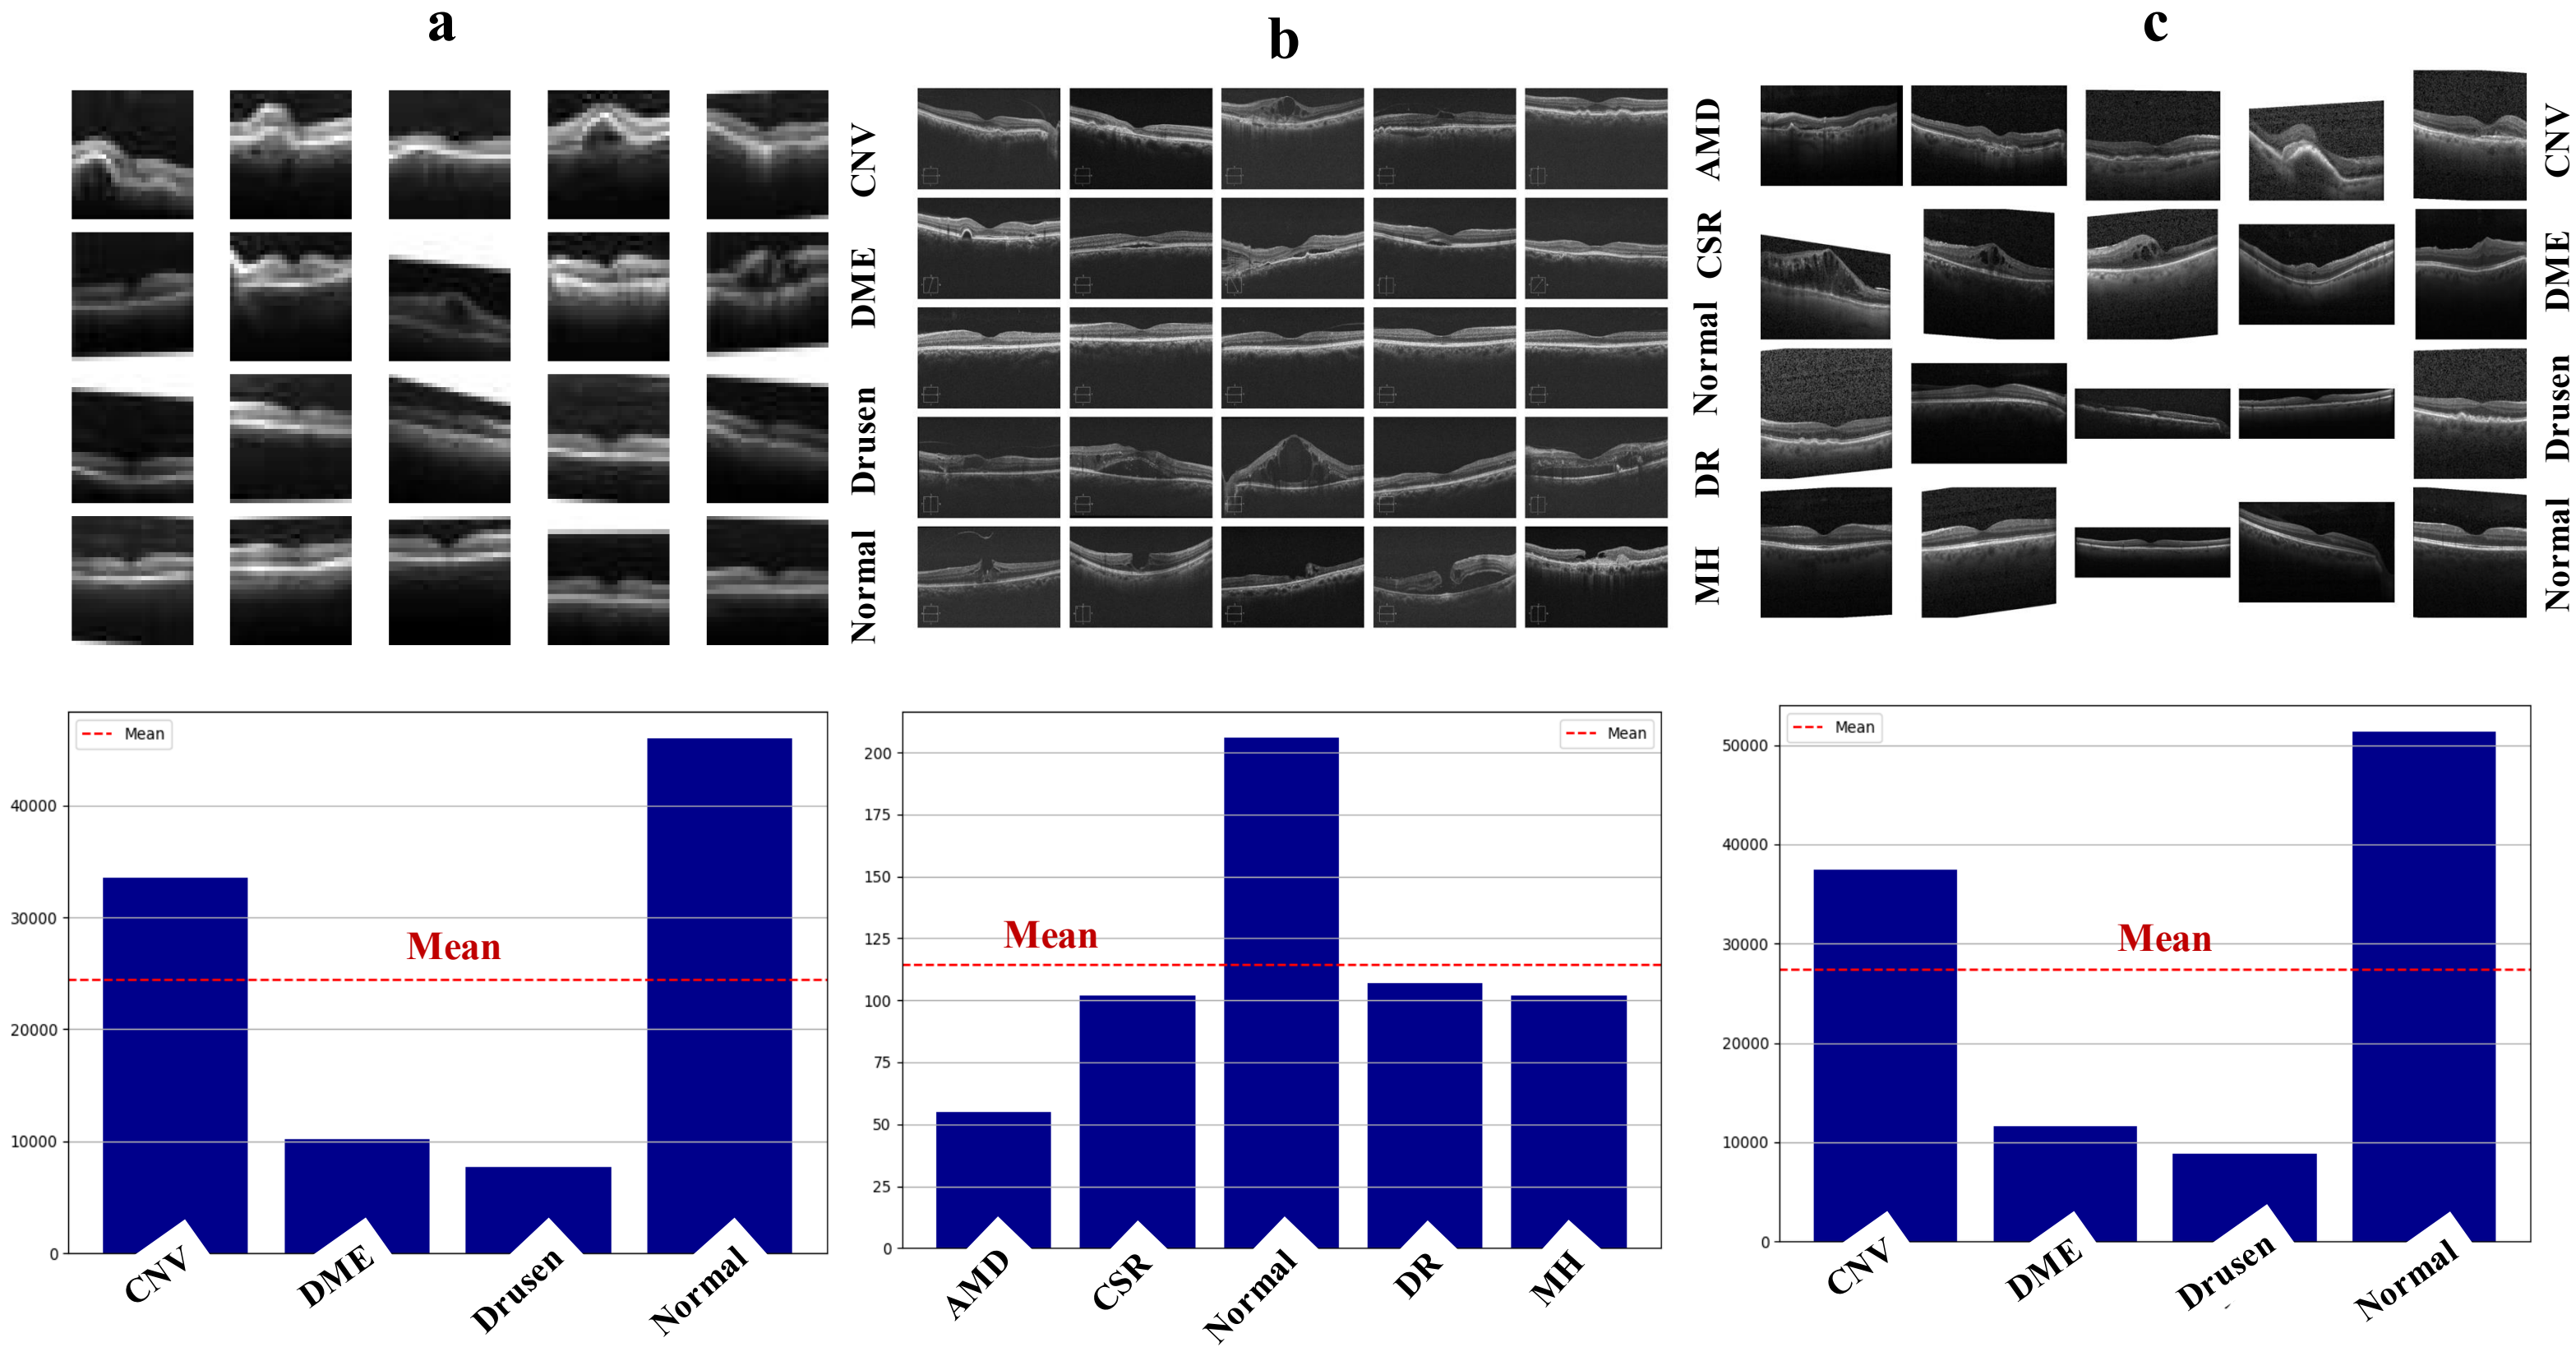 a
b
c
CNV
DME
Drusen
Normal
AMD
CSR
Normal
DR
MH
CNV
DME
Drusen
Normal
Mean
40000
30000
20000
10000
0
Mean
CNV
DME
Drusen
Normal
Mean
200
175
150
125
100
75
50
25
0
Mean
AMD
CSR
Normal
DR
MH
Mean
50000
40000
30000
20000
10000
0
Mean
CNV
DME
Drusen
Normal